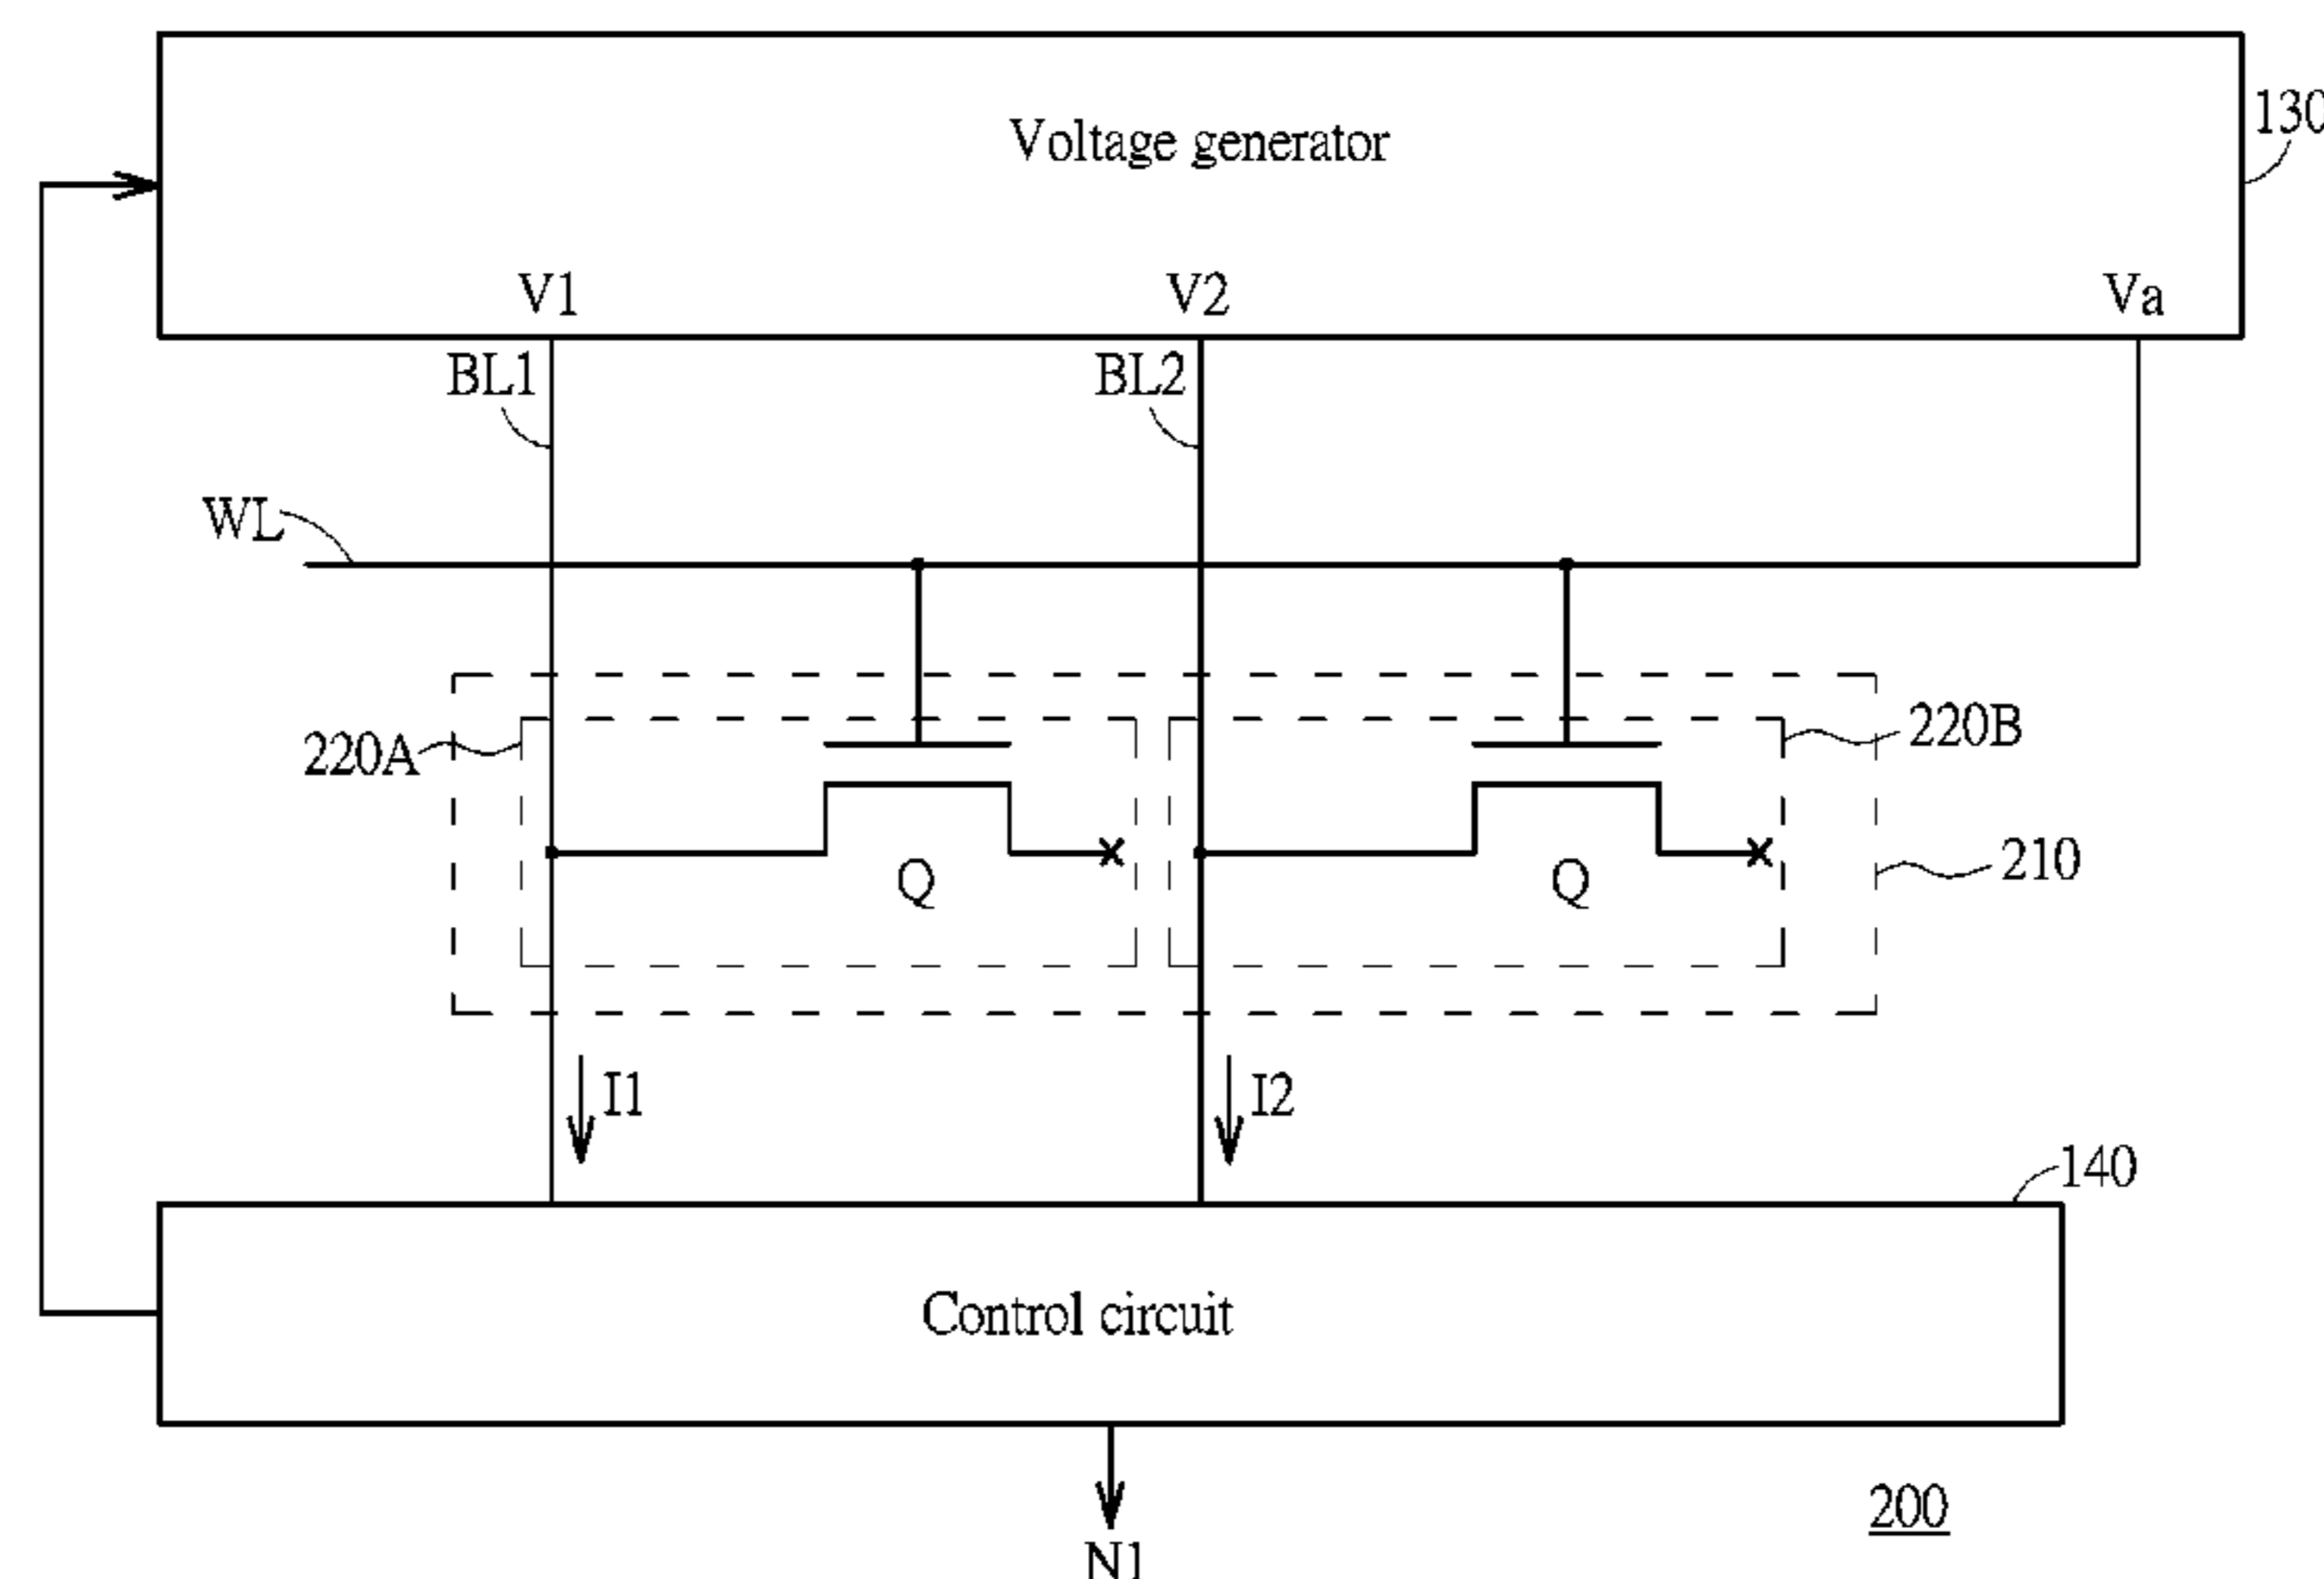 Voltage generator
130
V1
V2
Va
BL1
BL2
WL
220A
220B
Q
Q
210
I1
I2
140
Control circuit
200
N1